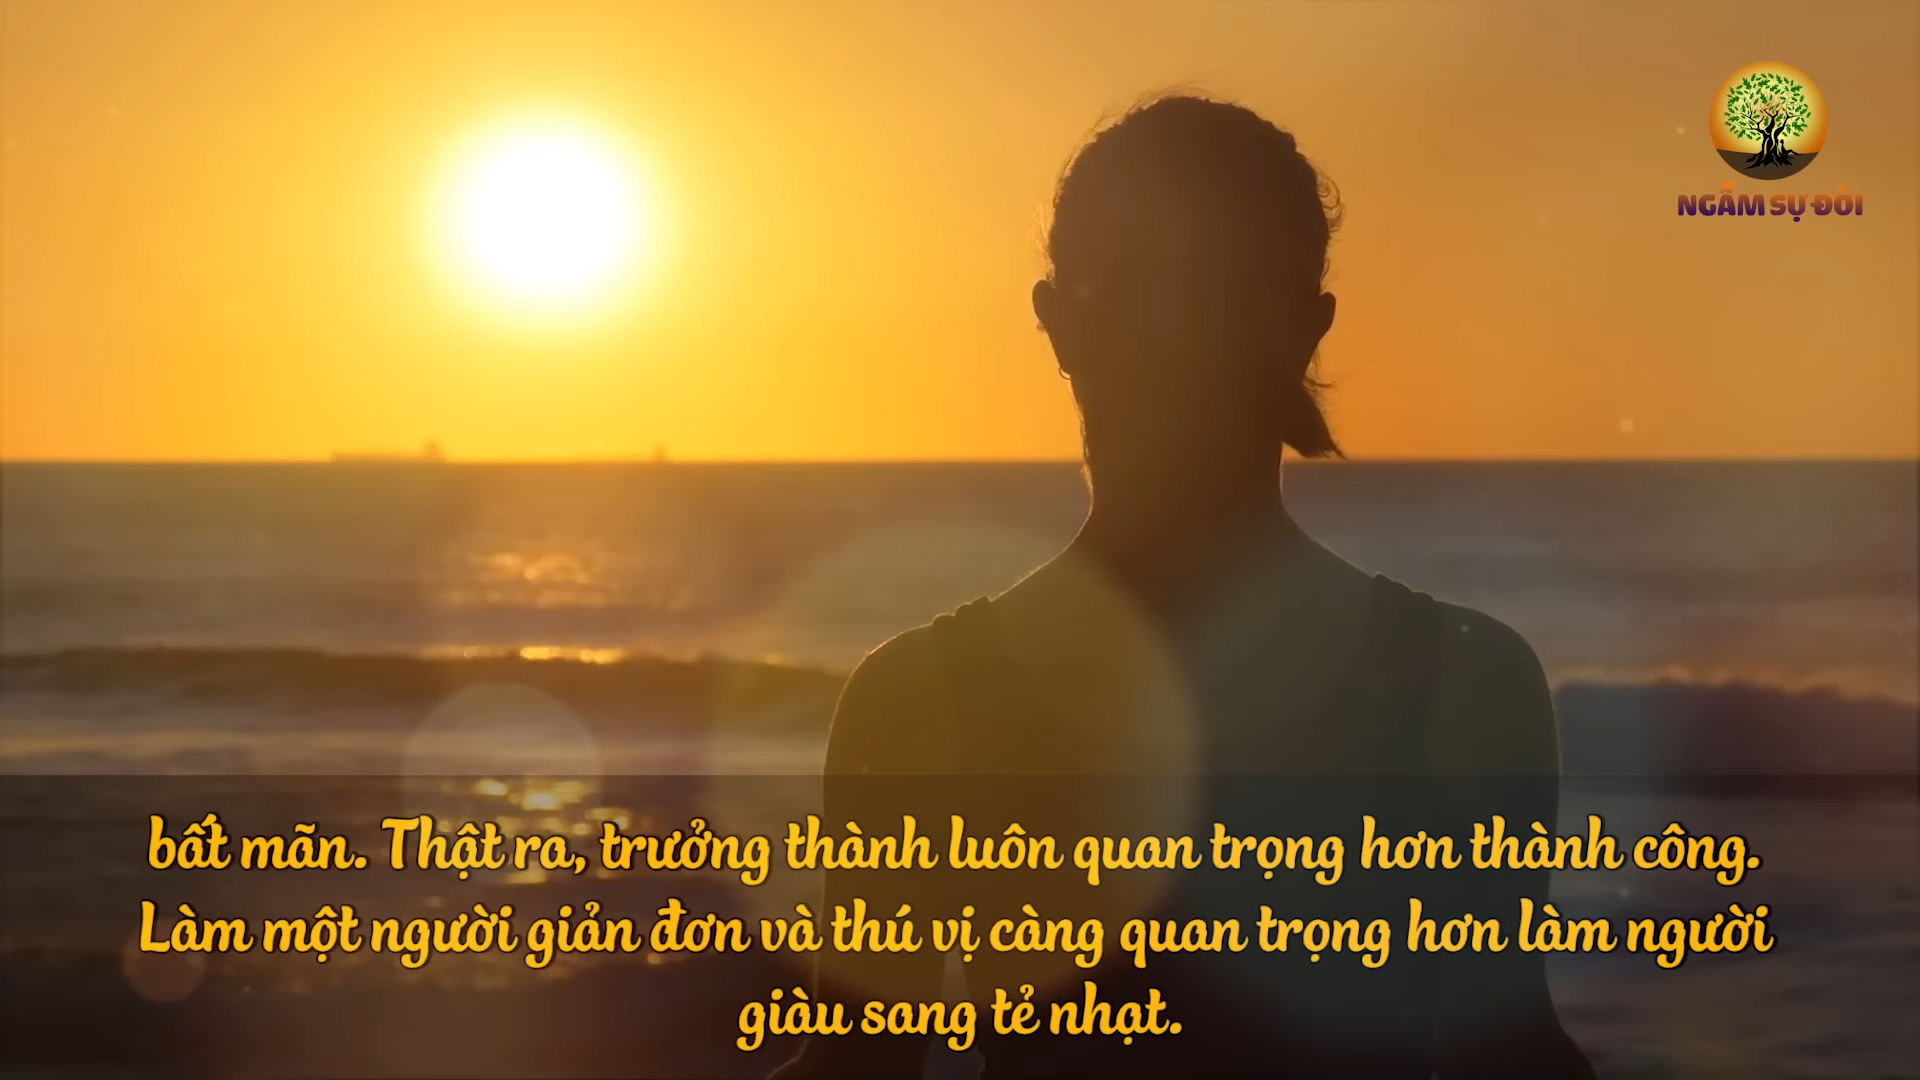 NGẪM SỰ ĐỜI
bất mãn. Thật ra, trưởng thành luôn quan trọng hơn thành công.
Làm một người giản đơn và thú vị càng quan trọng hơn làm người
giàu sang tẻ nhạt.